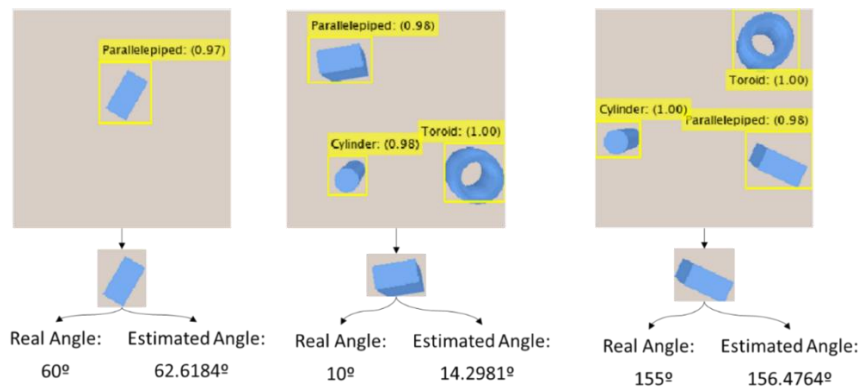 Parallelepiped: (0.97)
Parallelepiped: (0.98)
Cylinder: (0.98)
Toroid: (1.00)
Toroid: (1.00)
Cylinder: (1.00)
Parallelepiped: (0.98)
Real Angle:
60º
Estimated Angle:
62.6184º
Real Angle:
10º
Estimated Angle:
14.2981º
Real Angle:
155º
Estimated Angle:
156.4764º